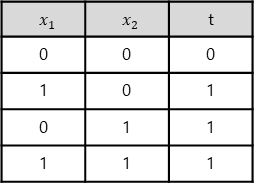 x₁ x₂ t
0 0 0
1 0 1
0 1 1
1 1 1